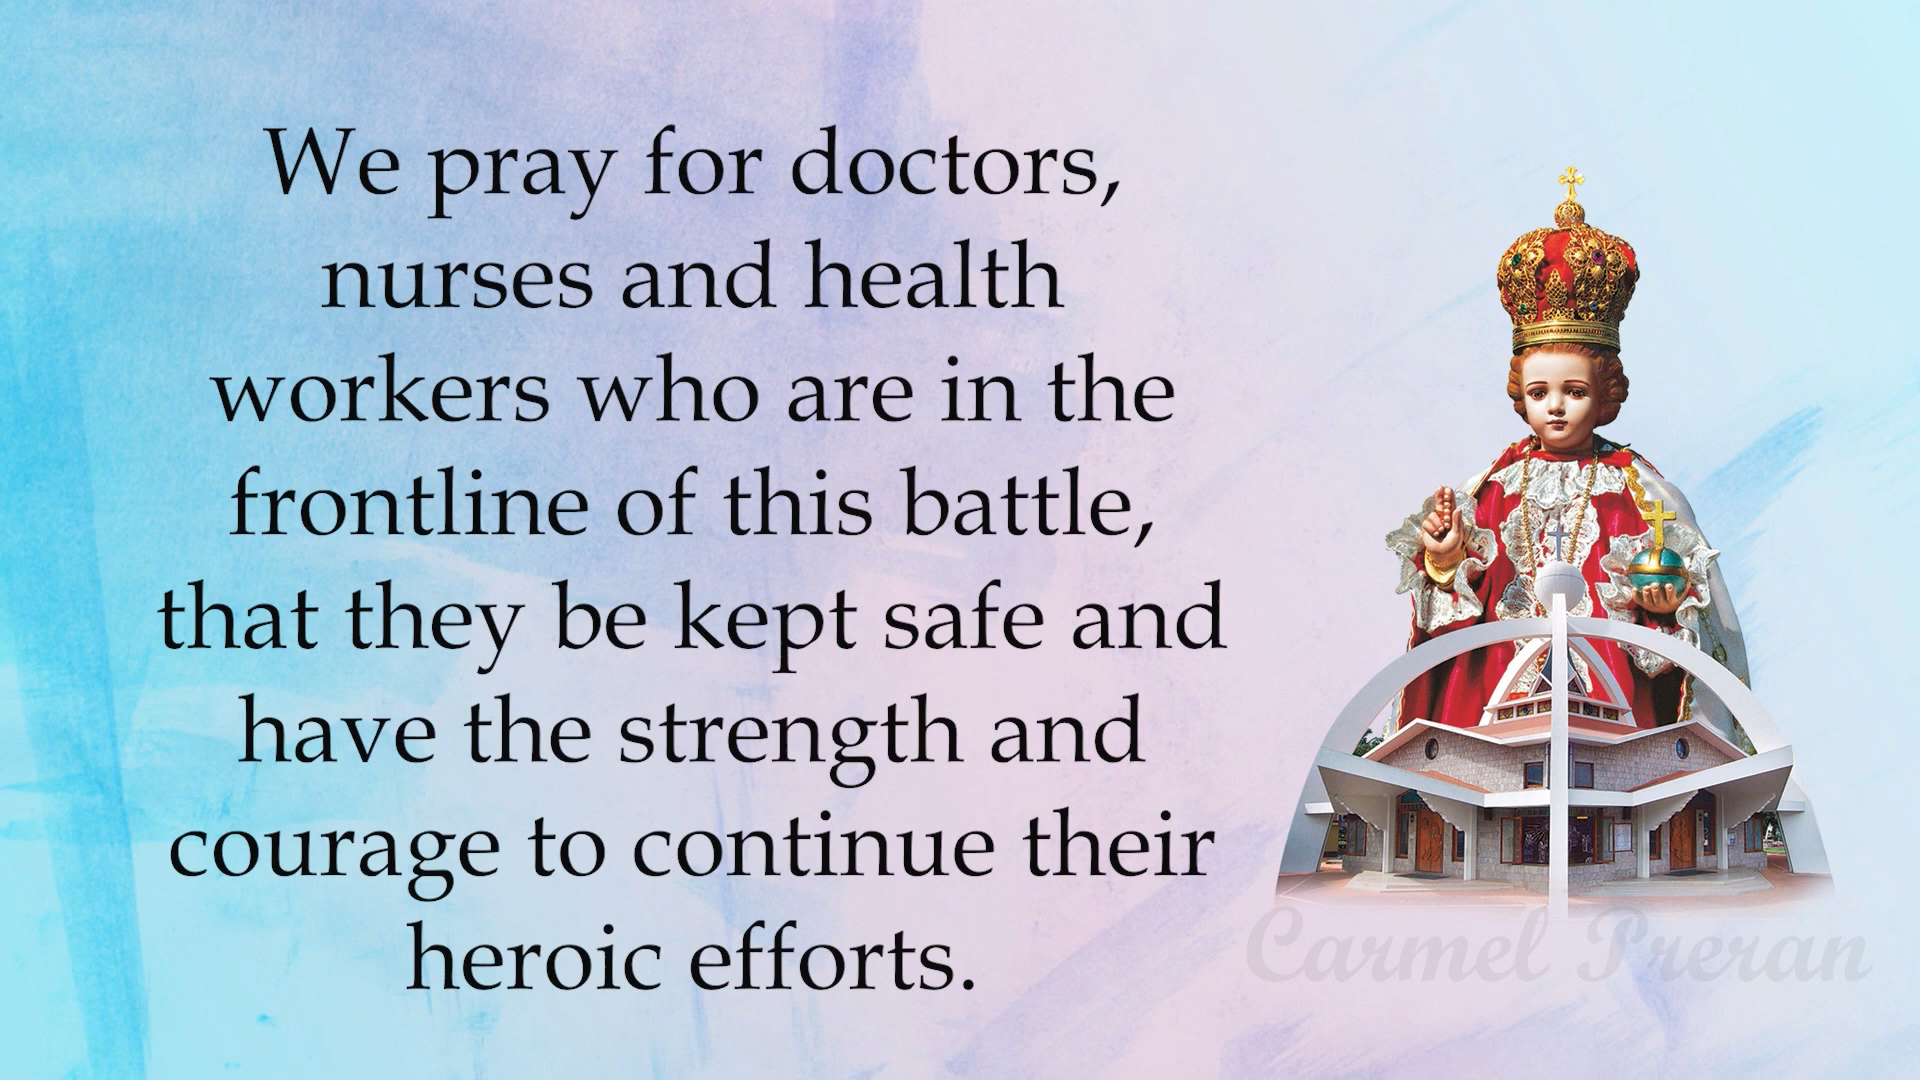 We pray for doctors,
nurses and health
workers who are in the
frontline of this battle,
that they be kept safe and
have the strength and
courage to continue their
heroic efforts.
Carmel Preran